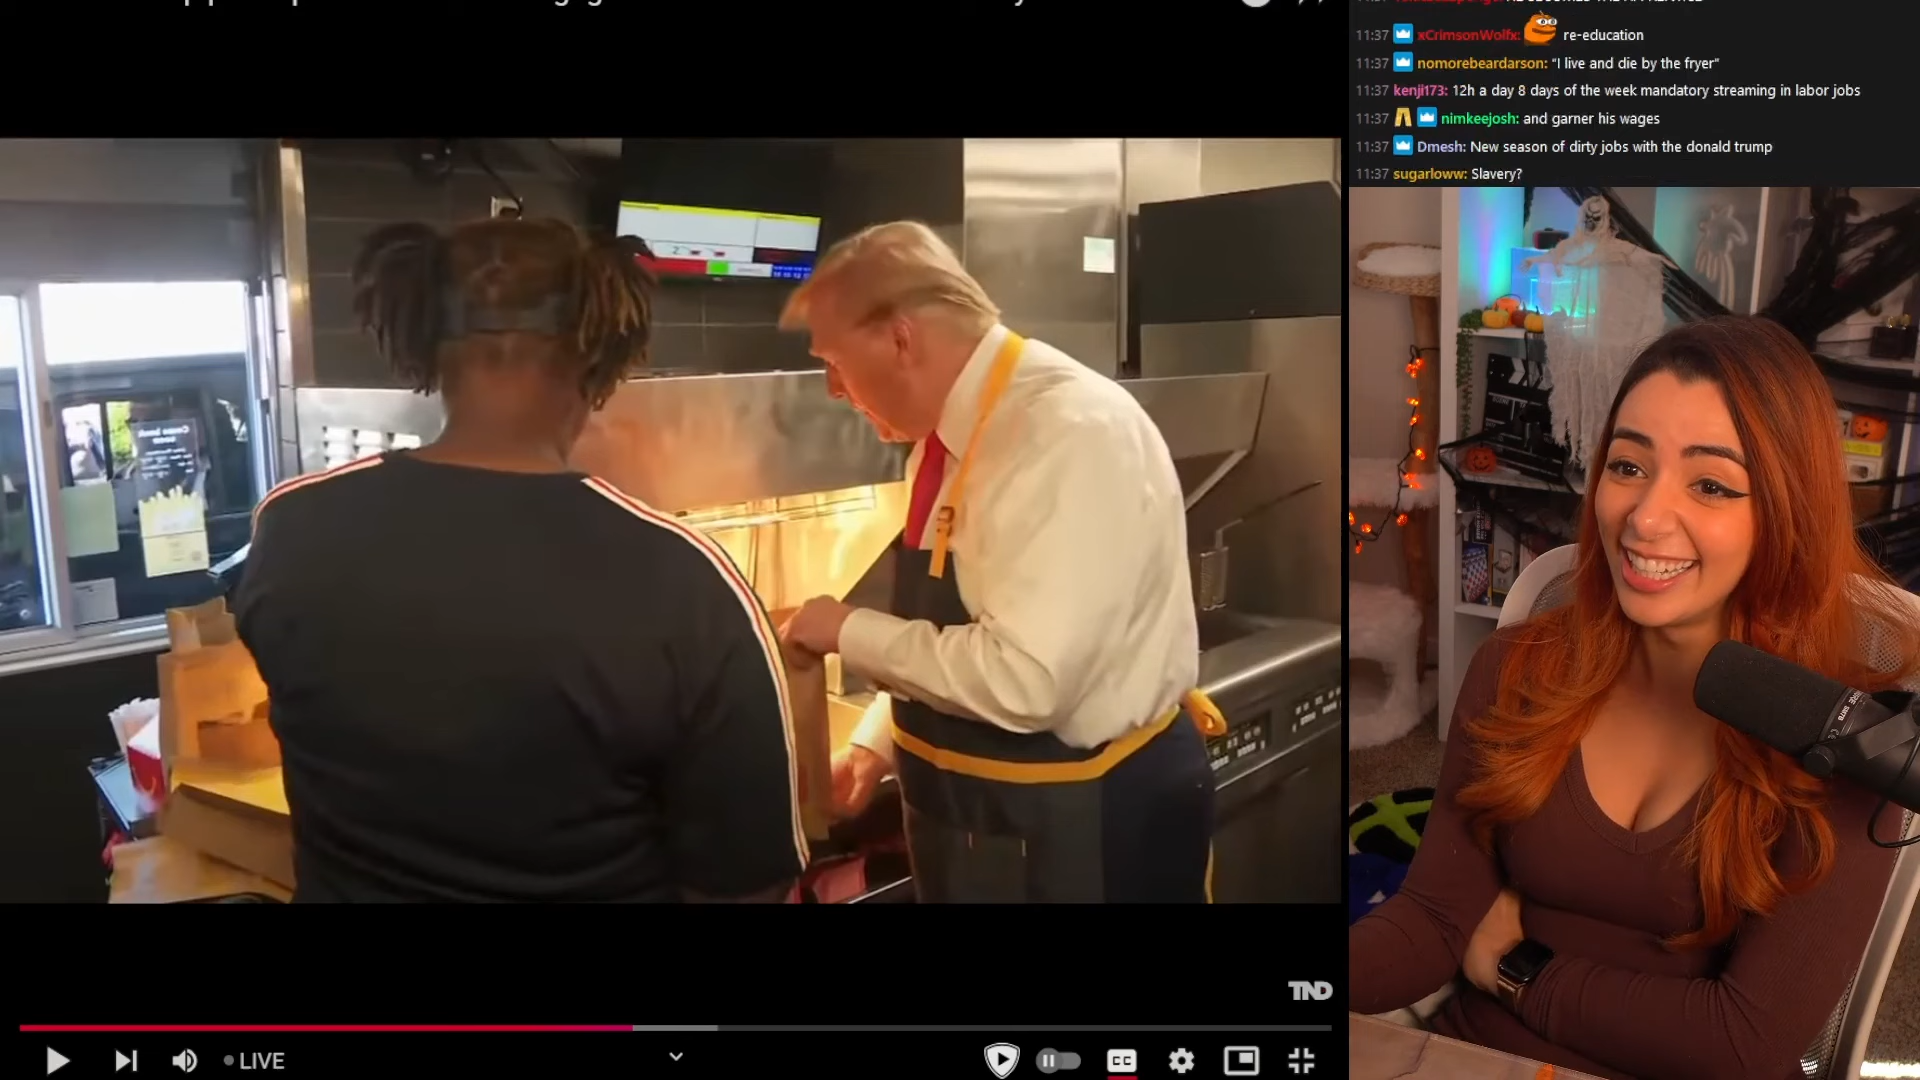 11:37 xCrimsonWolfx: re-education
11:37 nomorebeardarson: "I live and die by the fryer"
11:37 kenji173: 12h a day 8 days of the week mandatory streaming in labor jobs
11:37 nimkeejosh: and garner his wages
11:37 Dmesh: New season of dirty jobs with the donald trump
11:37 sugarloww: Slavery?
TND
LIVE
CC